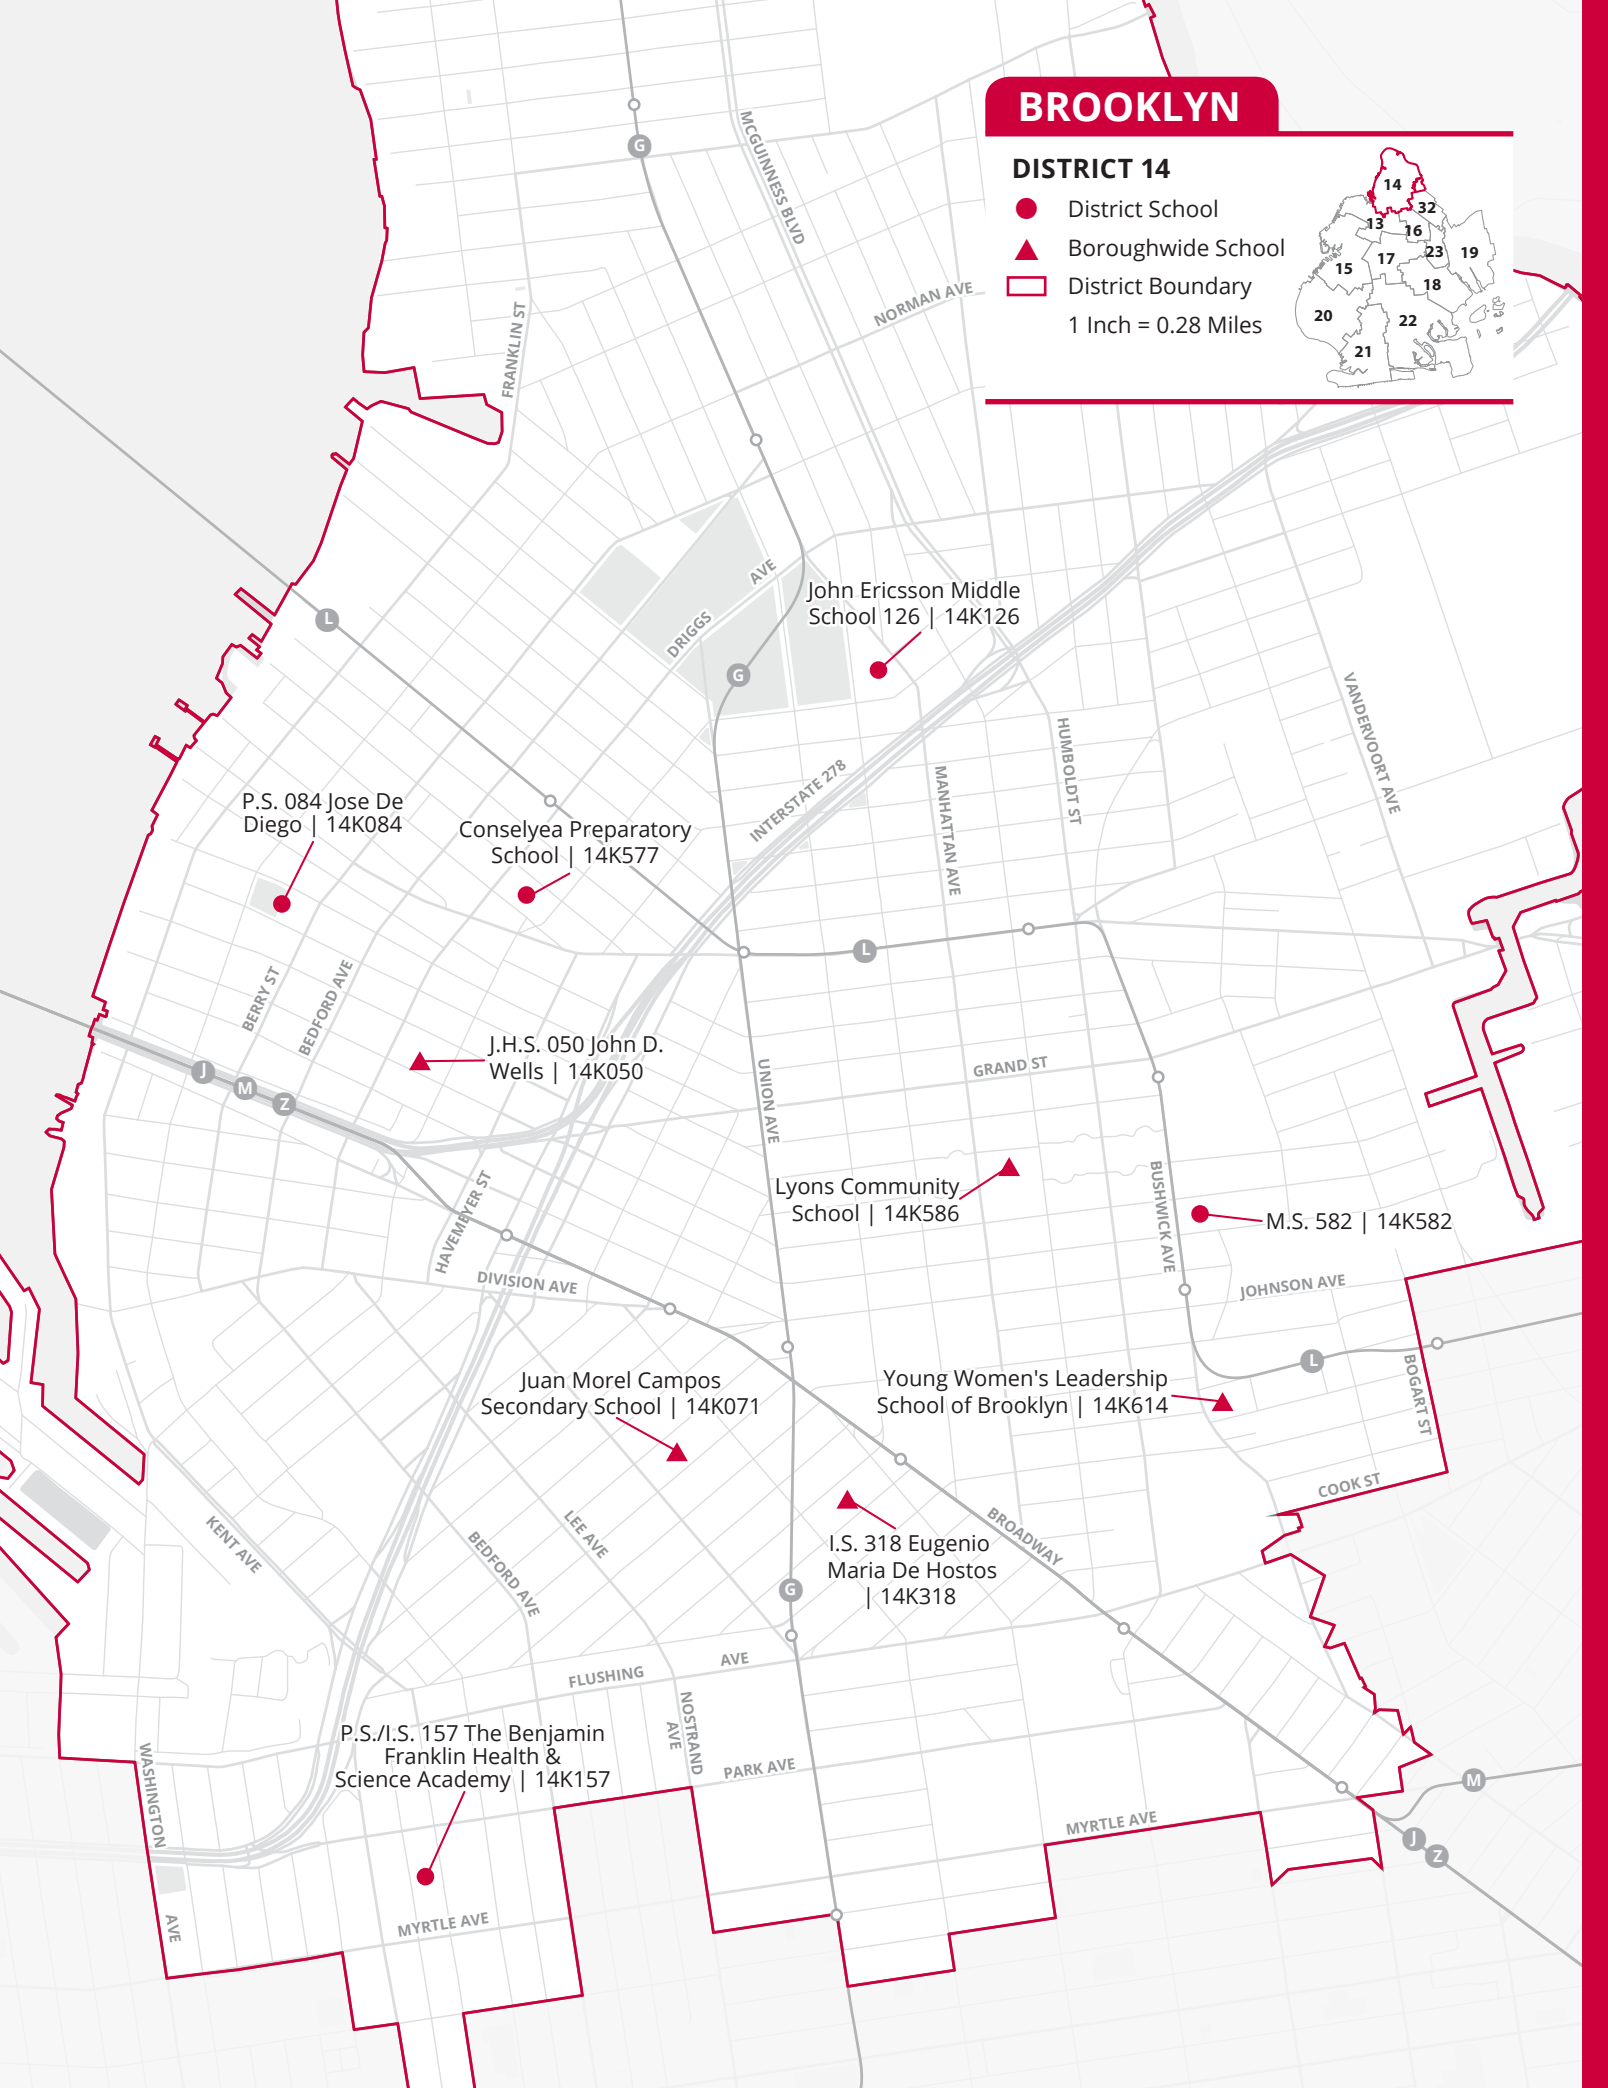 BROOKLYN
DISTRICT 14
District School
Boroughwide School
District Boundary
1 Inch = 0.28 Miles
14
32
13
16
23
19
17
15
18
20
22
21
G
MCGUINNESS BLVD
NORMAN AVE
FRANKLIN ST
AVE
DRIGGS
John Ericsson Middle
School 126 | 14K126
L
G
VANDERVOORT AVE
HUMBOLDT ST
INTERSTATE 278
MANHATTAN AVE
P.S. 084 Jose De
Diego | 14K084
Conselyea Preparatory
School | 14K577
L
BERRY ST
BEDFORD AVE
J.H.S. 050 John D.
Wells | 14K050
J
M
Z
GRAND ST
UNION AVE
Lyons Community
School | 14K586
BUSHWICK AVE
M.S. 582 | 14K582
HAVEMEYER ST
DIVISION AVE
JOHNSON AVE
L
BOGART ST
Juan Morel Campos
Secondary School | 14K071
Young Women's Leadership
School of Brooklyn | 14K614
COOK ST
KENT AVE
BEDFORD AVE
LEE AVE
BROADWAY
I.S. 318 Eugenio
Maria De Hostos
| 14K318
G
FLUSHING
AVE
NOSTRAND
AVE
P.S./I.S. 157 The Benjamin
Franklin Health &
Science Academy | 14K157
PARK AVE
WASHINGTON
AVE
MYRTLE AVE
M
J
Z
MYRTLE AVE